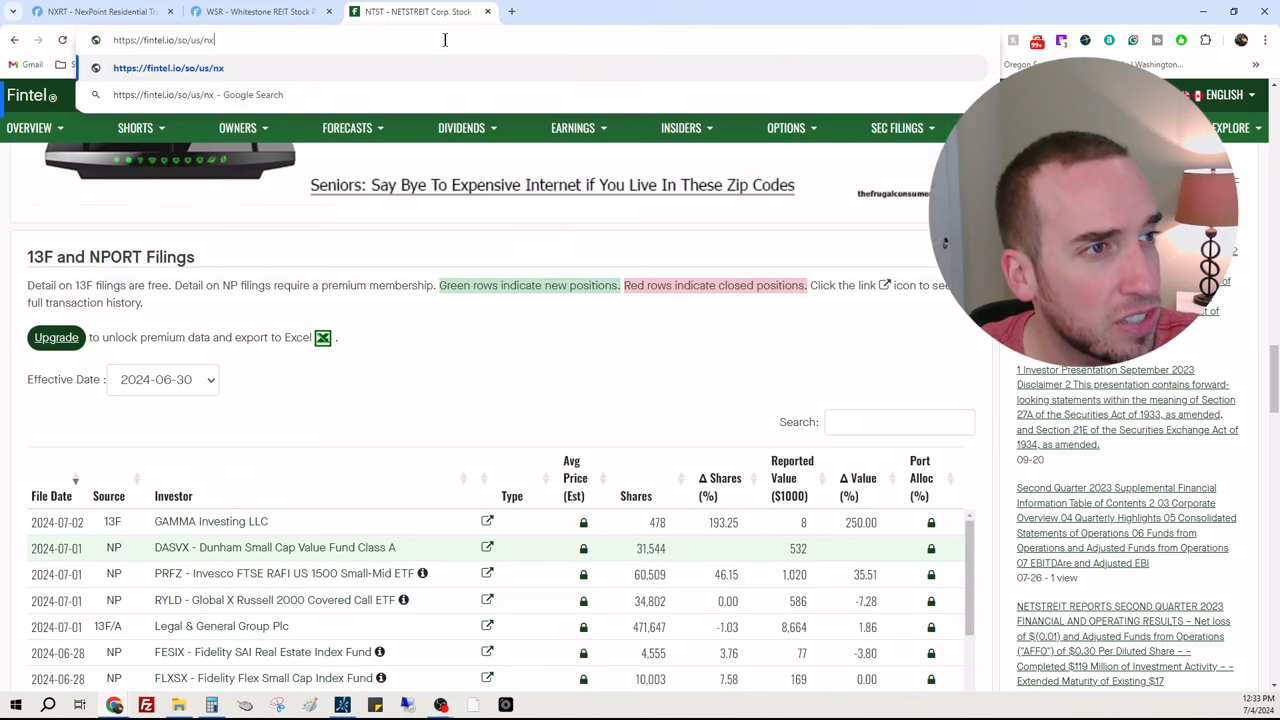 NXRT - NexPoint Residential Tr
WSR - Whitestone REIT Stock P
NTST - NETSTREIT Corp. Stock
https://fintel.io/so/us/nx
99+
3
Gmail
S
https://fintel.io/so/us/nx
Oregon
l Washington...
https://fintel.io/so/us/nx - Google Search
Fintel
ENGLISH
OVERVIEW
SHORTS
OWNERS
FORECASTS
DIVIDENDS
EARNINGS
INSIDERS
OPTIONS
SEC FILINGS
EXPLORE
Seniors: Say Bye To Expensive Internet if You Live In These Zip Codes
thefrugalconsume
13F and NPORT Filings
Detail on 13F filings are free. Detail on NP filings require a premium membership. Green rows indicate new positions. Red rows indicate closed positions. Click the link icon to see
full transaction history.
Upgrade to unlock premium data and export to Excel .
Effective Date : 2024-06-30
Search:
File Date Source Investor Type Avg Price (Est) Shares Δ Shares (%) Reported Value ($1000) Δ Value (%) Port Alloc (%)
2024-07-02 13F GAMMA Investing LLC 478 193.25 8 250.00
2024-07-01 NP DASVX - Dunham Small Cap Value Fund Class A 31,544 532
2024-07-01 NP PRFZ - Invesco FTSE RAFI US 1500 Small-Mid ETF 60,509 46.15 1,020 35.51
2024-07-01 NP RYLD - Global X Russell 2000 Covered Call ETF 34,802 0.00 586 -7.28
2024-07-01 13F/A Legal & General Group Plc 471,647 -1.03 8,664 1.86
2024-06-28 NP FESIX - Fidelity SAI Real Estate Index Fund 4,555 3.76 77 -3.80
2024-06-28 NP FLXSX - Fidelity Flex Small Cap Index Fund 10,003 7.58 169 0.00
2
of
st of
1 Investor Presentation September 2023
Disclaimer 2 This presentation contains forward-
looking statements within the meaning of Section
27A of the Securities Act of 1933, as amended,
and Section 21E of the Securities Exchange Act of
1934, as amended.
09-20
Second Quarter 2023 Supplemental Financial
Information Table of Contents 2 03 Corporate
Overview 04 Quarterly Highlights 05 Consolidated
Statements of Operations 06 Funds from
Operations and Adjusted Funds from Operations
07 EBITDAre and Adjusted EBI
07-26 - 1 view
NETSTREIT REPORTS SECOND QUARTER 2023
FINANCIAL AND OPERATING RESULTS – Net loss
of $(0.01) and Adjusted Funds from Operations
("AFFO") of $0.30 Per Diluted Share – –
Completed $119 Million of Investment Activity – –
Extended Maturity of Existing $17
12:33 PM
7/4/2024